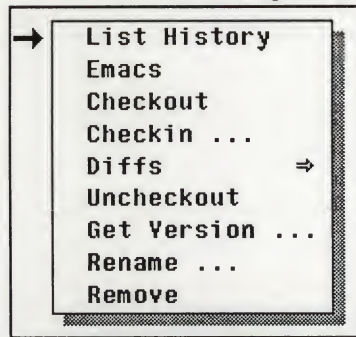 List History
Emacs
Checkout
Checkin ...
Diffs ⇒
Uncheckout
Get Version ...
Rename ...
Remove